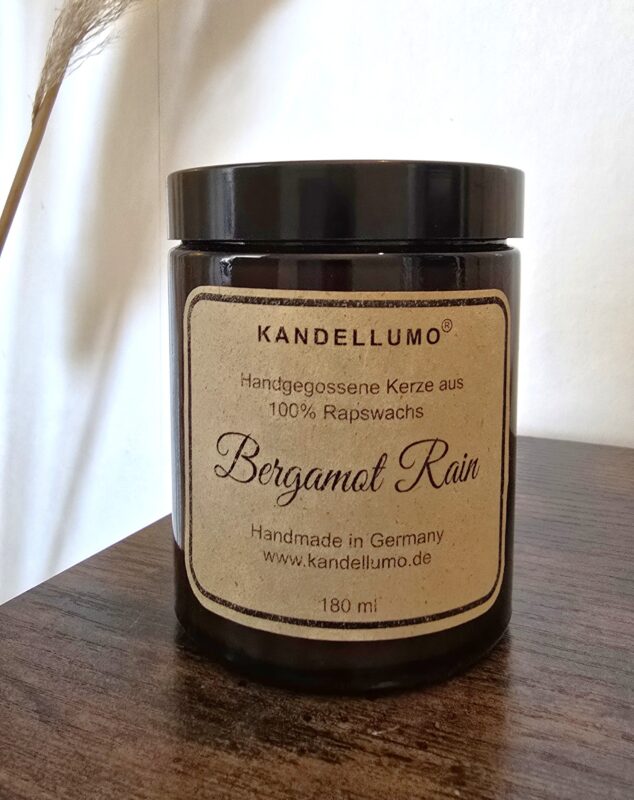 KANDELLUMO®
Handgegossene Kerze aus
100% Rapswachs
Bergamot Rain
Handmade in Germany
www.kandellumo.de
180 ml